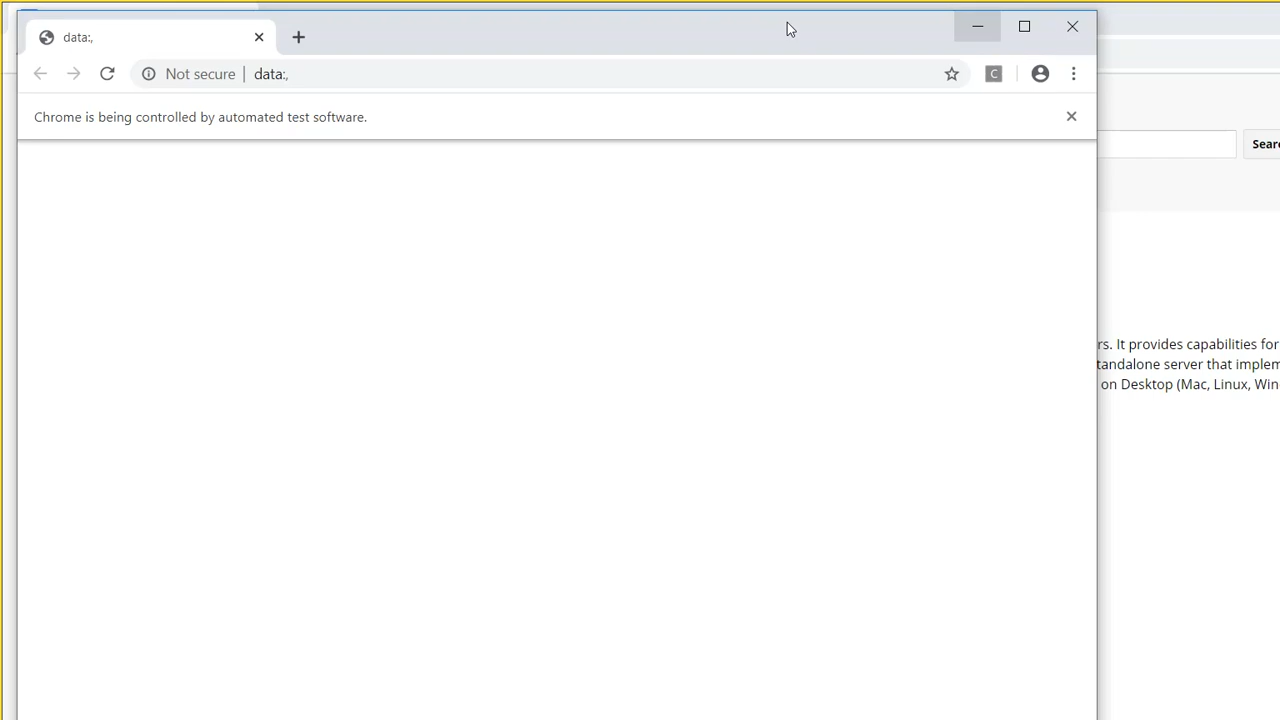 data:,
Not secure | data:,
C
Chrome is being controlled by automated test software.
Sear
rs. It provides capabilities for
tandalone server that implem
on Desktop (Mac, Linux, Win